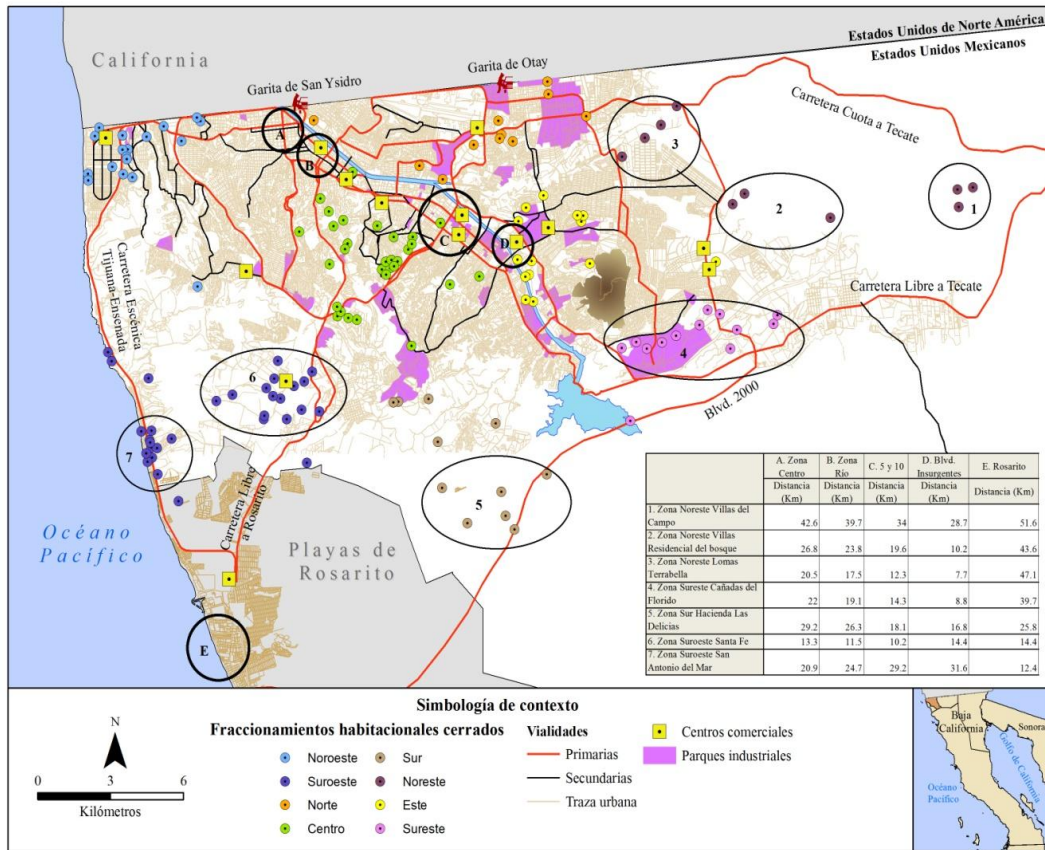 Estados Unidos de Norte América
Estados Unidos Mexicanos
California
Garita de San Ysidro
Garita de Otay
Carretera Cuota a Tecate
A
B
3
2
1
C
D
Carretera Escénica
Tijuana-Ensenada
Carretera Libre a Tecate
4
6
Blvd. 2000
7
5
Carretera Libre
a Rosarito
Océano
Pacífico
Playas de
Rosarito
E
A. Zona Centro B. Zona Río C. 5 y 10 D. Blvd. Insurgentes E. Rosarito
Distancia (Km) Distancia (Km) Distancia (Km) Distancia (Km) Distancia (Km)
1. Zona Noreste Villas del Campo 42.6 39.7 34 28.7 51.6
2. Zona Noreste Villas Residencial del bosque 26.8 23.8 19.6 10.2 43.6
3. Zona Noreste Lomas Terrabella 20.5 17.5 12.3 7.7 47.1
4. Zona Sureste Cañadas del Florido 22 19.1 14.3 8.8 39.7
5. Zona Sur Hacienda Las Delicias 29.2 26.3 18.1 16.8 25.8
6. Zona Suroeste Santa Fe 13.3 11.5 10.2 14.4 14.4
7. Zona Suroeste San Antonio del Mar 20.9 24.7 29.2 31.6 12.4
Simbología de contexto
N
0 3 6
Kilómetros
Fraccionamientos habitacionales cerrados
Noroeste
Suroeste
Norte
Centro
Sur
Noreste
Este
Sureste
Vialidades
Primarias
Secundarias
Traza urbana
Centros comerciales
Parques industriales
Baja
California
Sonora
Golfo de California
Océano
Pacífico